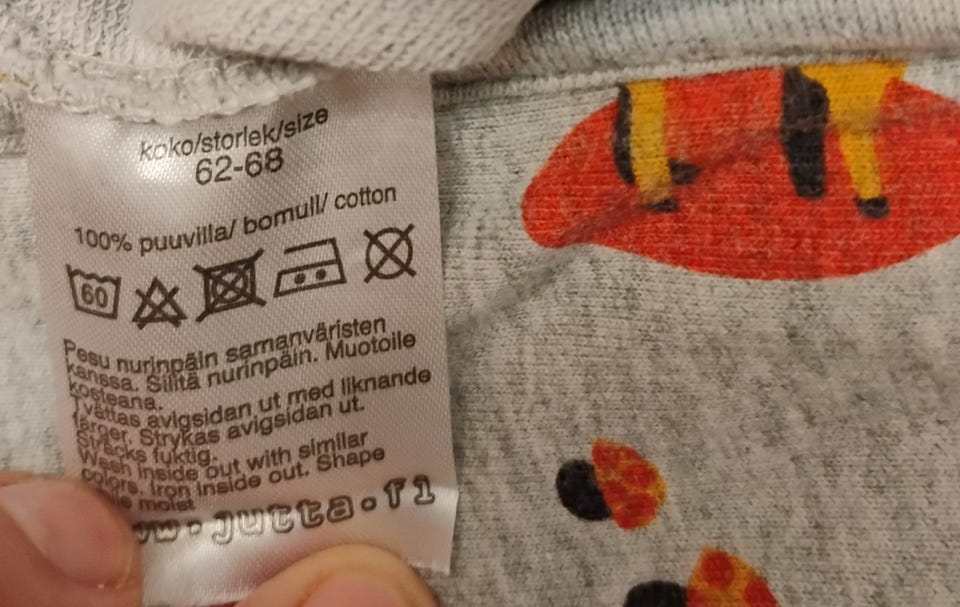 koko/storlek/size
62-68
100% puuvilla/ bomull/ cotton
60
Pesu nurinpäin samanväristen
kanssa. Silitä nurinpäin. Muotoile
kosteana.
Tvättas avigsidan ut med liknande
färger. Strykas avigsidan ut.
Sträcks fuktig.
Wash inside out with similar
colors. Iron inside out. Shape
moist
jutta.fi